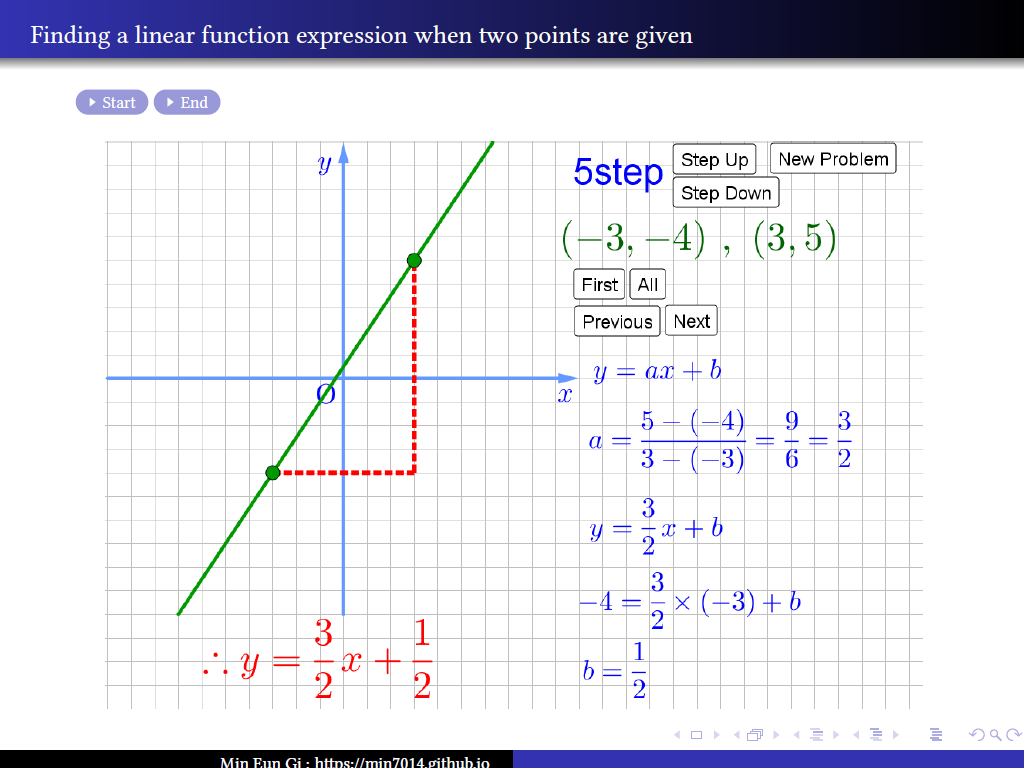 Finding a linear function expression when two points are given
Start End
y
O
x
5step
Step Up New Problem
Step Down
(−3, −4) , (3, 5)
First All
Previous Next
y = ax + b
a = \frac{5 − (−4)}{3 − (−3)} = \frac{9}{6} = \frac{3}{2}
y = \frac{3}{2}x + b
−4 = \frac{3}{2} × (−3) + b
b = \frac{1}{2}
∴ y = \frac{3}{2}x + \frac{1}{2}
Min Eun Gi : https://min7014.github.io